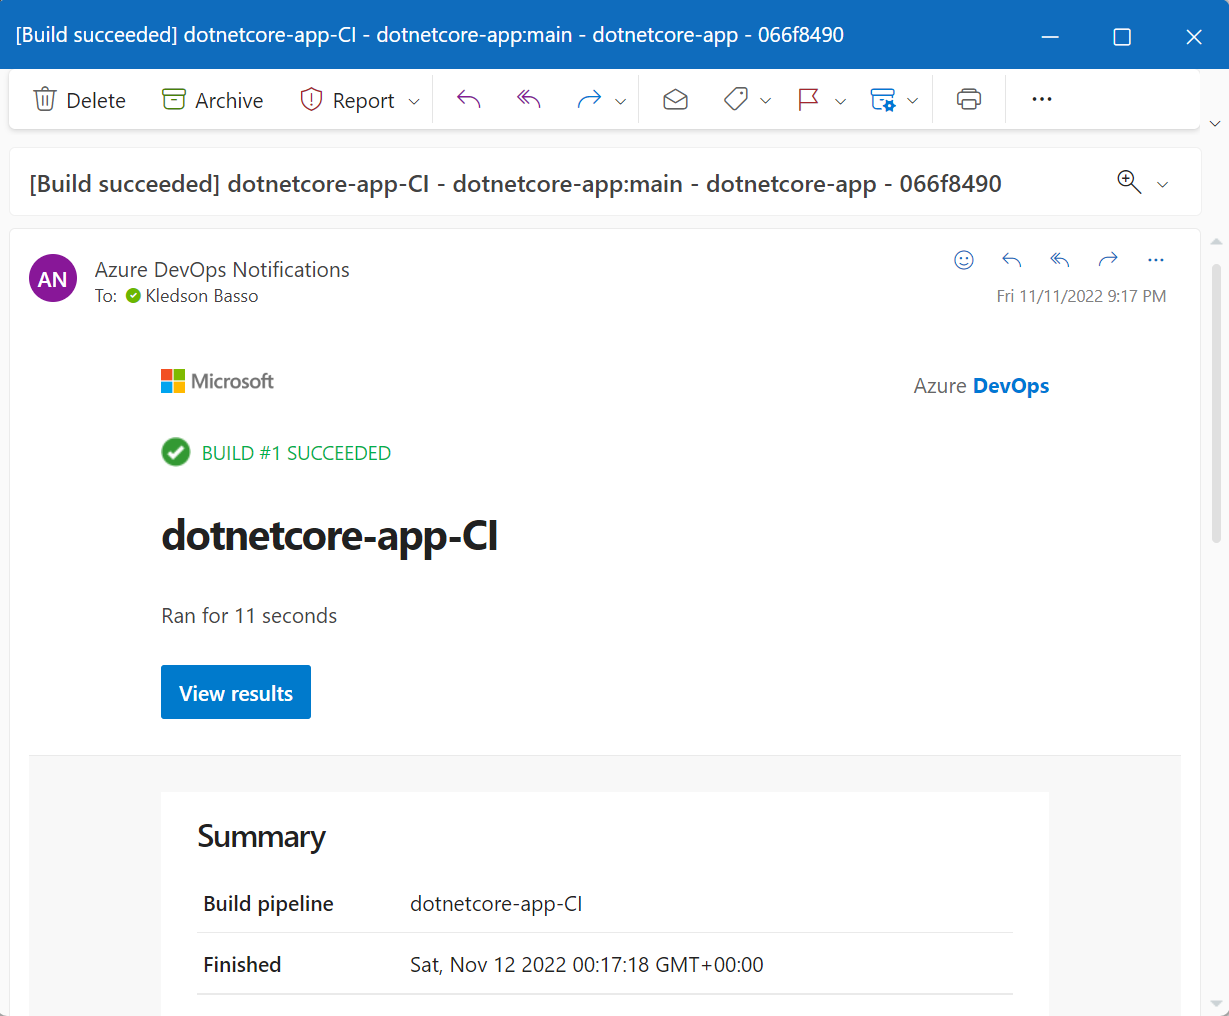 [Build succeeded] dotnetcore-app-CI - dotnetcore-app:main - dotnetcore-app - 066f8490
Delete Archive Report
[Build succeeded] dotnetcore-app-CI - dotnetcore-app:main - dotnetcore-app - 066f8490
AN
Azure DevOps Notifications
To: Kledson Basso
Fri 11/11/2022 9:17 PM
Microsoft
Azure DevOps
BUILD #1 SUCCEEDED
dotnetcore-app-CI
Ran for 11 seconds
View results
Summary
Build pipeline dotnetcore-app-CI
Finished Sat, Nov 12 2022 00:17:18 GMT+00:00